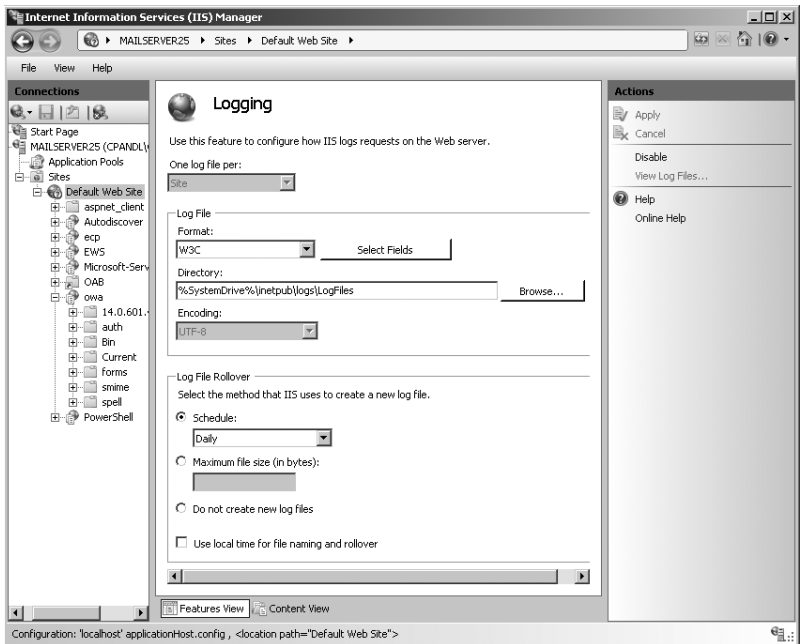 Internet Information Services (IIS) Manager
MAILSERVER25 Sites Default Web Site
File View Help
Connections
Start Page
MAILSERVER25 (CPANDL\
Application Pools
Sites
Default Web Site
aspnet_client
Autodiscover
ecp
EWS
Microsoft-Serv
OAB
owa
14.0.601.
auth
Bin
Current
forms
smime
spell
PowerShell
Logging
Use this feature to configure how IIS logs requests on the Web server.
One log file per:
Site
Log File
Format:
W3C
Select Fields
Directory:
%SystemDrive%\inetpub\logs\LogFiles
Browse...
Encoding:
UTF-8
Log File Rollover
Select the method that IIS uses to create a new log file.
Schedule:
Daily
Maximum file size (in bytes):
Do not create new log files
Use local time for file naming and rollover
Features View
Content View
Actions
Apply
Cancel
Disable
View Log Files...
Help
Online Help
Configuration: 'localhost' applicationHost.config , <location path="Default Web Site">